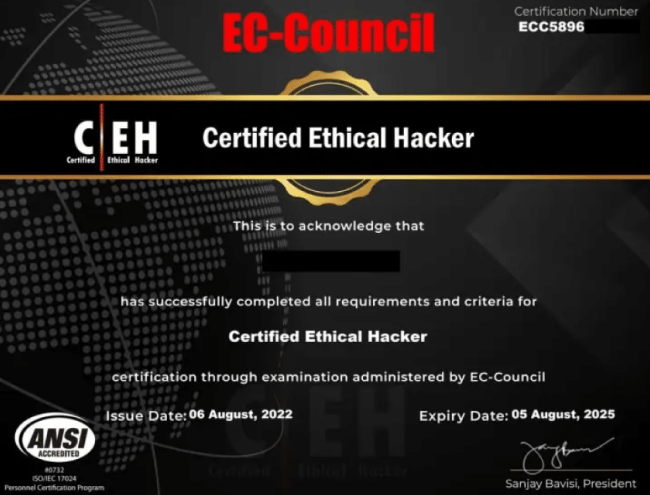 EC-Council
Certification Number
ECC5896
C EH
Certified Ethical Hacker
Certified Ethical Hacker
This is to acknowledge that
has successfully completed all requirements and criteria for
Certified Ethical Hacker
certification through examination administered by EC-Council
Issue Date: 06 August, 2022
Expiry Date: 05 August, 2025
C EH
Certified Ethical Hacker
ANSI
ACCREDITED
#0732
ISO/IEC 17024
Personnel Certification Program
Sanjay Bavisi, President